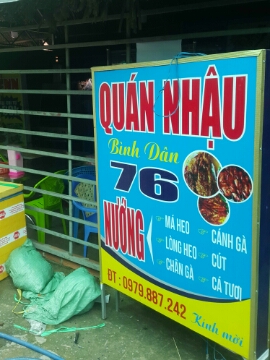 QUÁN NHẬU
Bình Dân
76
NƯỚNG
MÁ HEO
LÒNG HEO
CHÂN GÀ
CÁNH GÀ
CÚT
CÁ TƯƠI
ĐT: 0979.887.242
Kính mời